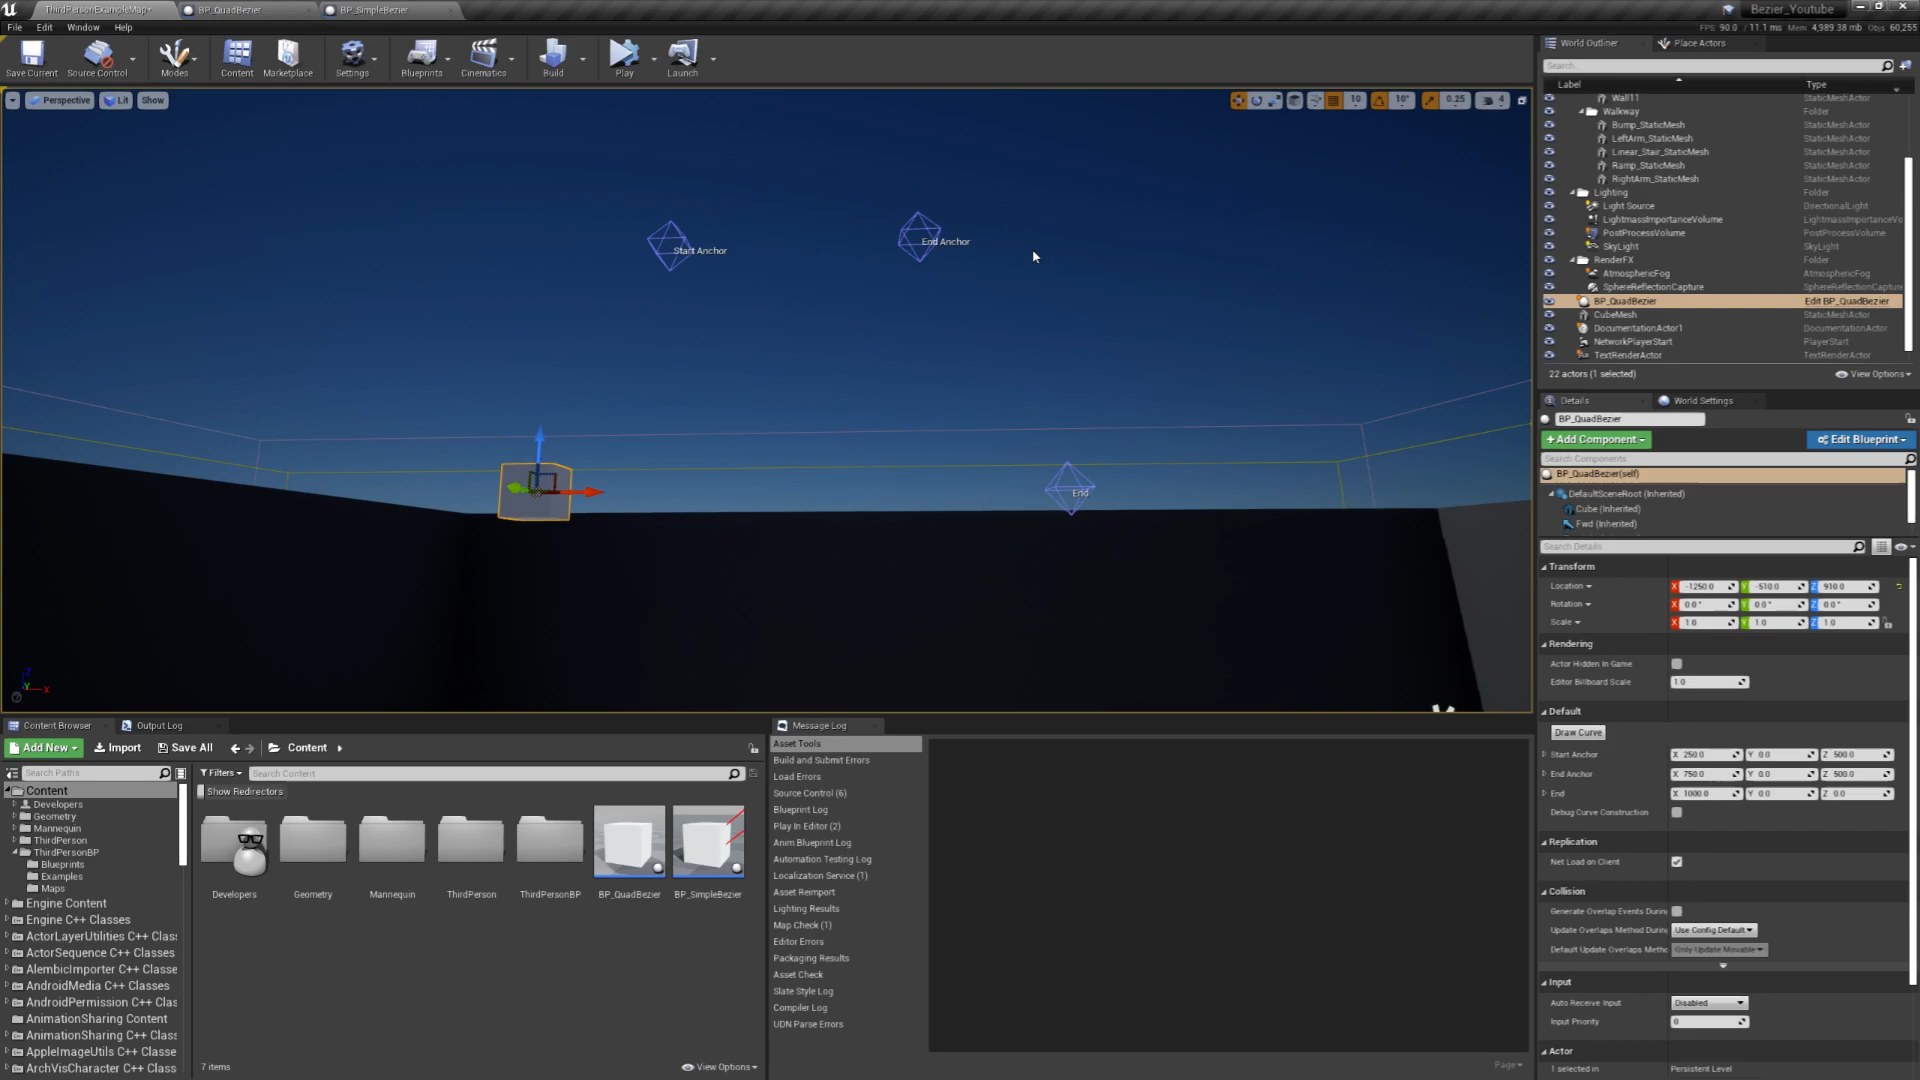 ThirdPersonExampleMap*
BP_QuadBezier
BP_SimpleBezier
Bezier_Youtube
File Edit Window Help
FPS: 90.0 / 11.1 ms Mem: 4,989.38 mb Objs: 60,255
Save Current
Source Control
Modes
Content
Marketplace
Settings
Blueprints
Cinematics
Build
Play
Launch
World Outliner
Place Actors
Search...
Label
Type
Perspective
Lit
Show
10
10°
0.25
4
Wall11 StaticMeshActor
Walkway Folder
Bump_StaticMesh StaticMeshActor
LeftArm_StaticMesh StaticMeshActor
Linear_Stair_StaticMesh StaticMeshActor
Ramp_StaticMesh StaticMeshActor
RightArm_StaticMesh StaticMeshActor
Lighting Folder
Light Source DirectionalLight
LightmassImportanceVolume LightmassImportanceVo
PostProcessVolume PostProcessVolume
SkyLight SkyLight
RenderFX Folder
AtmosphericFog AtmosphericFog
SphereReflectionCapture SphereReflectionCapture
BP_QuadBezier Edit BP_QuadBezier
CubeMesh StaticMeshActor
DocumentationActor1 DocumentationActor
NetworkPlayerStart PlayerStart
TextRenderActor TextRenderActor
22 actors (1 selected)
View Options
Start Anchor
End Anchor
End
Details
World Settings
BP_QuadBezier
+Add Component
Edit Blueprint
Search Components
BP_QuadBezier(self)
DefaultSceneRoot (Inherited)
Cube (Inherited)
Fwd (Inherited)
Search Details
Transform
Location X -1250.0 Y -510.0 Z 910.0
Rotation X 0.0° Y 0.0° Z 0.0°
Scale X 1.0 Y 1.0 Z 1.0
Rendering
Actor Hidden In Game
Editor Billboard Scale 1.0
Default
Draw Curve
Start Anchor X 250.0 Y 0.0 Z 500.0
End Anchor X 750.0 Y 0.0 Z 500.0
End X 1000.0 Y 0.0 Z 0.0
Debug Curve Construction
Replication
Net Load on Client
Collision
Generate Overlap Events During
Update Overlaps Method During Use Config Default
Default Update Overlaps Metho Only Update Movable
Input
Auto Receive Input Disabled
Input Priority 0
Actor
1 selected in Persistent Level
Z
Y
X
Content Browser
Output Log
Add New
Import
Save All
Content
Search Paths
Filters
Search Content
Show Redirectors
Content
Developers
Geometry
Mannequin
ThirdPerson
ThirdPersonBP
Blueprints
Examples
Maps
Engine Content
Engine C++ Classes
ActorLayerUtilities C++ Class
ActorSequence C++ Classes
AlembicImporter C++ Classe
AndroidMedia C++ Classes
AndroidPermission C++ Clas
AnimationSharing Content
AnimationSharing C++ Class
AppleImageUtils C++ Classe
ArchVisCharacter C++ Class
Developers
Geometry
Mannequin
ThirdPerson
ThirdPersonBP
BP_QuadBezier
BP_SimpleBezier
7 items
View Options
Message Log
Asset Tools
Build and Submit Errors
Load Errors
Source Control (6)
Blueprint Log
Play In Editor (2)
Anim Blueprint Log
Automation Testing Log
Localization Service (1)
Asset Reimport
Lighting Results
Map Check (1)
Editor Errors
Packaging Results
Asset Check
Slate Style Log
Compiler Log
UDN Parse Errors
Page